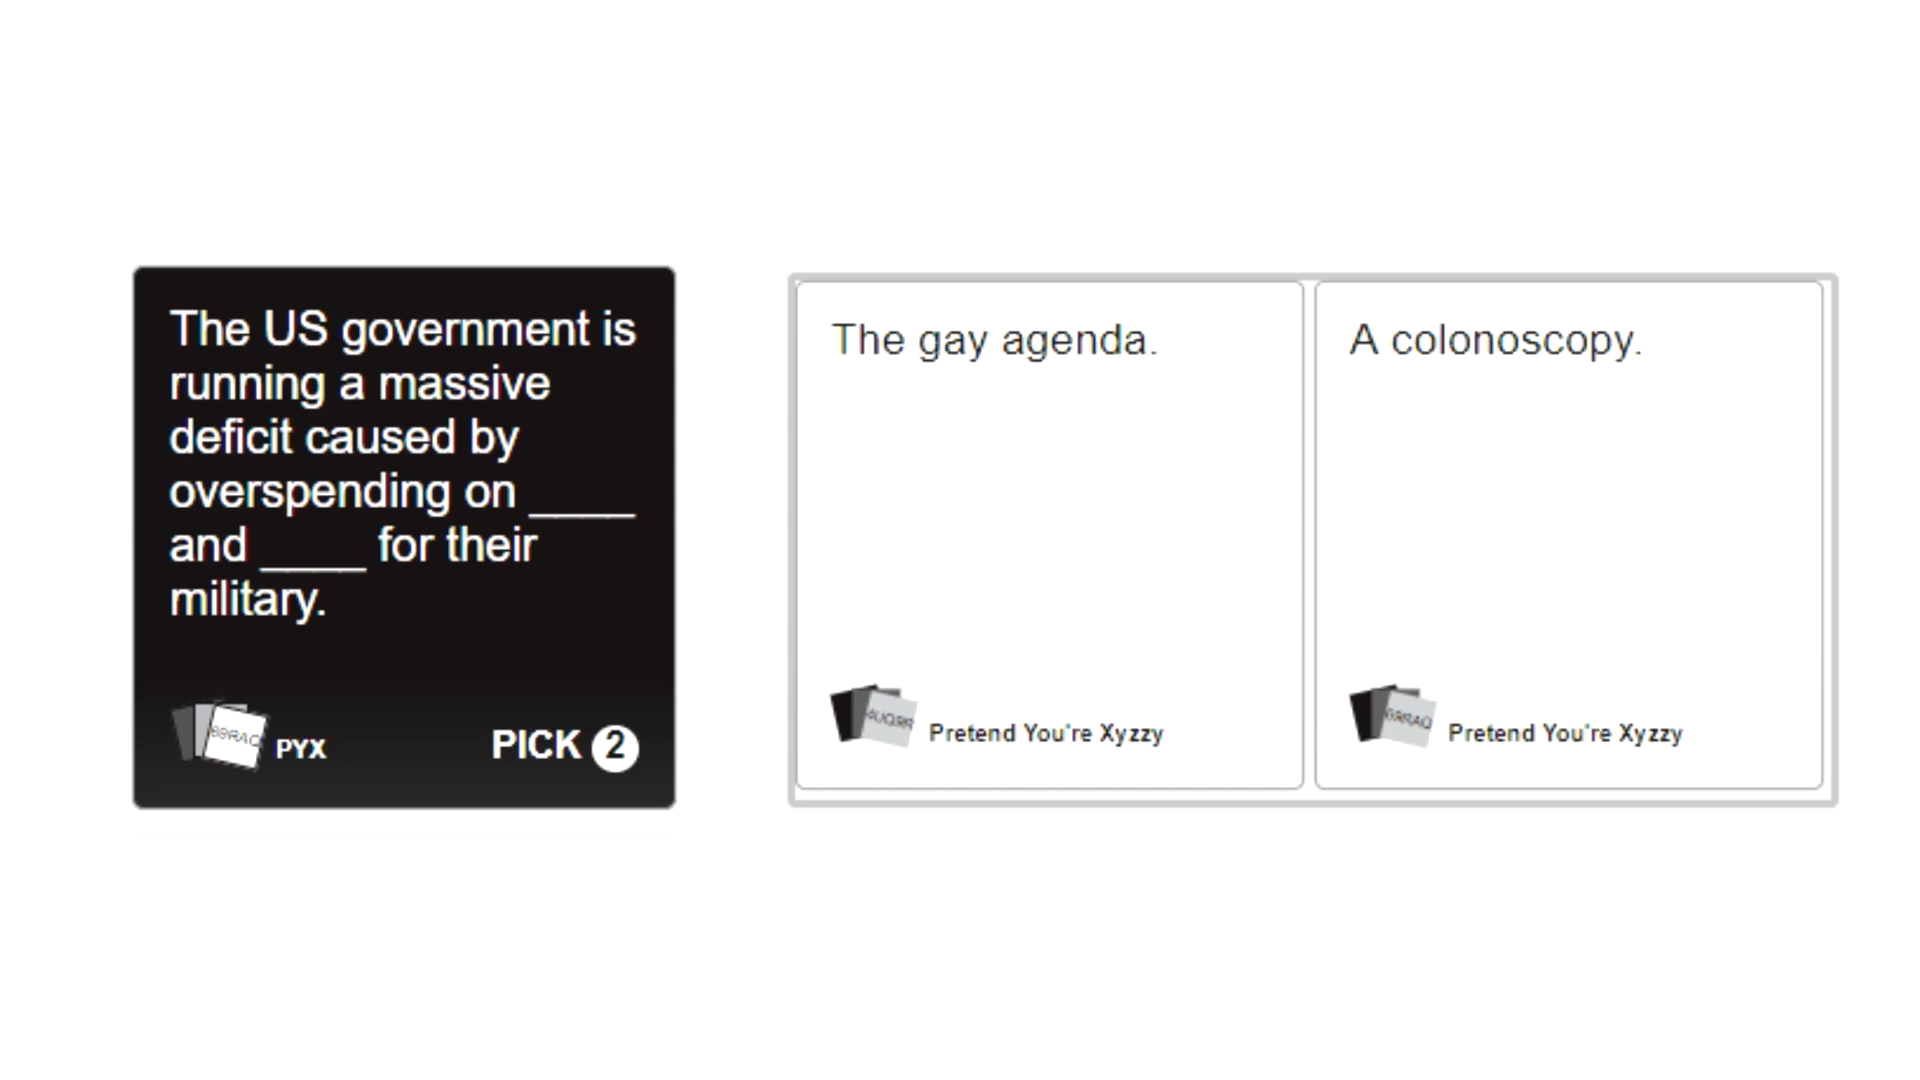 The US government is
running a massive
deficit caused by
overspending on ____
and ____ for their
military.
PYX
PICK 2
The gay agenda.
Pretend You're Xyzzy
A colonoscopy.
Pretend You're Xyzzy